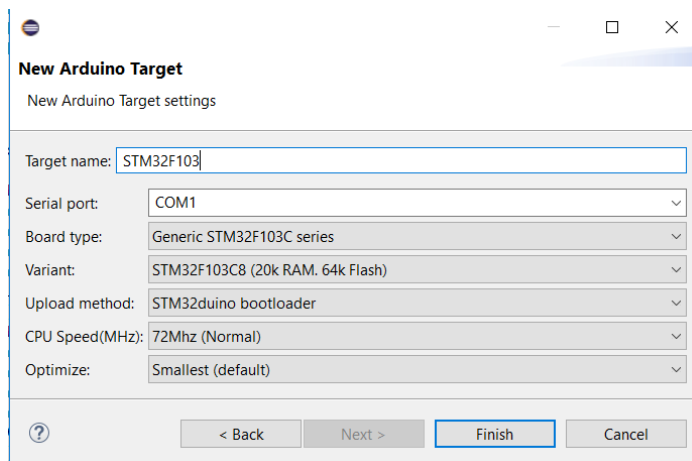 New Arduino Target
New Arduino Target settings
Target name: STM32F103
Serial port: COM1
Board type: Generic STM32F103C series
Variant: STM32F103C8 (20k RAM. 64k Flash)
Upload method: STM32duino bootloader
CPU Speed(MHz): 72Mhz (Normal)
Optimize: Smallest (default)
? < Back Next > Finish Cancel